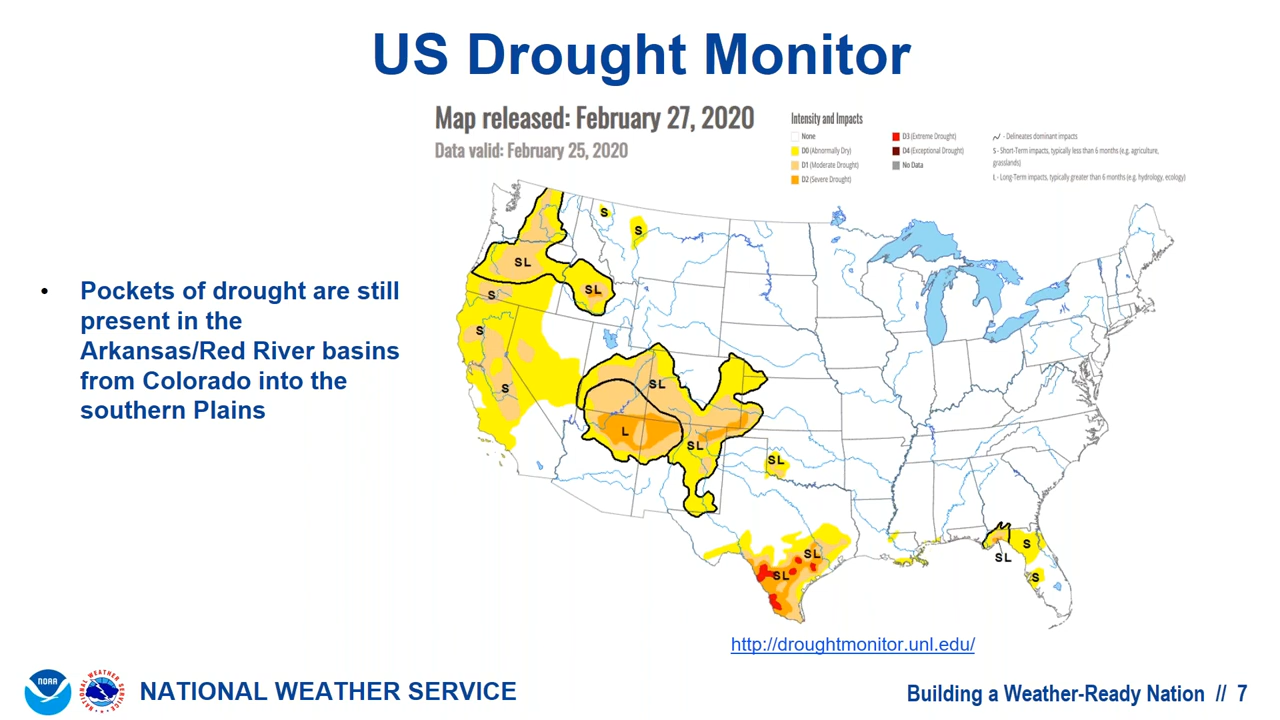 US Drought Monitor
Map released: February 27, 2020
Data valid: February 25, 2020
Intensity and Impacts
None
D0 (Abnormally Dry)
D1 (Moderate Drought)
D2 (Severe Drought)
D3 (Extreme Drought)
D4 (Exceptional Drought)
No Data
- Delineates dominant impacts
S - Short-Term impacts, typically less than 6 months (e.g. agriculture,
grasslands)
L - Long-Term impacts, typically greater than 6 months (e.g. hydrology, ecology)
• Pockets of drought are still
present in the
Arkansas/Red River basins
from Colorado into the
southern Plains
S
S
SL
SL
S
S
S
SL
L
SL
SL
SL
SL
S
SL
S
http://droughtmonitor.unl.edu/
NOAA
NATIONAL WEATHER SERVICE
NATIONAL WEATHER SERVICE
Building a Weather-Ready Nation // 7